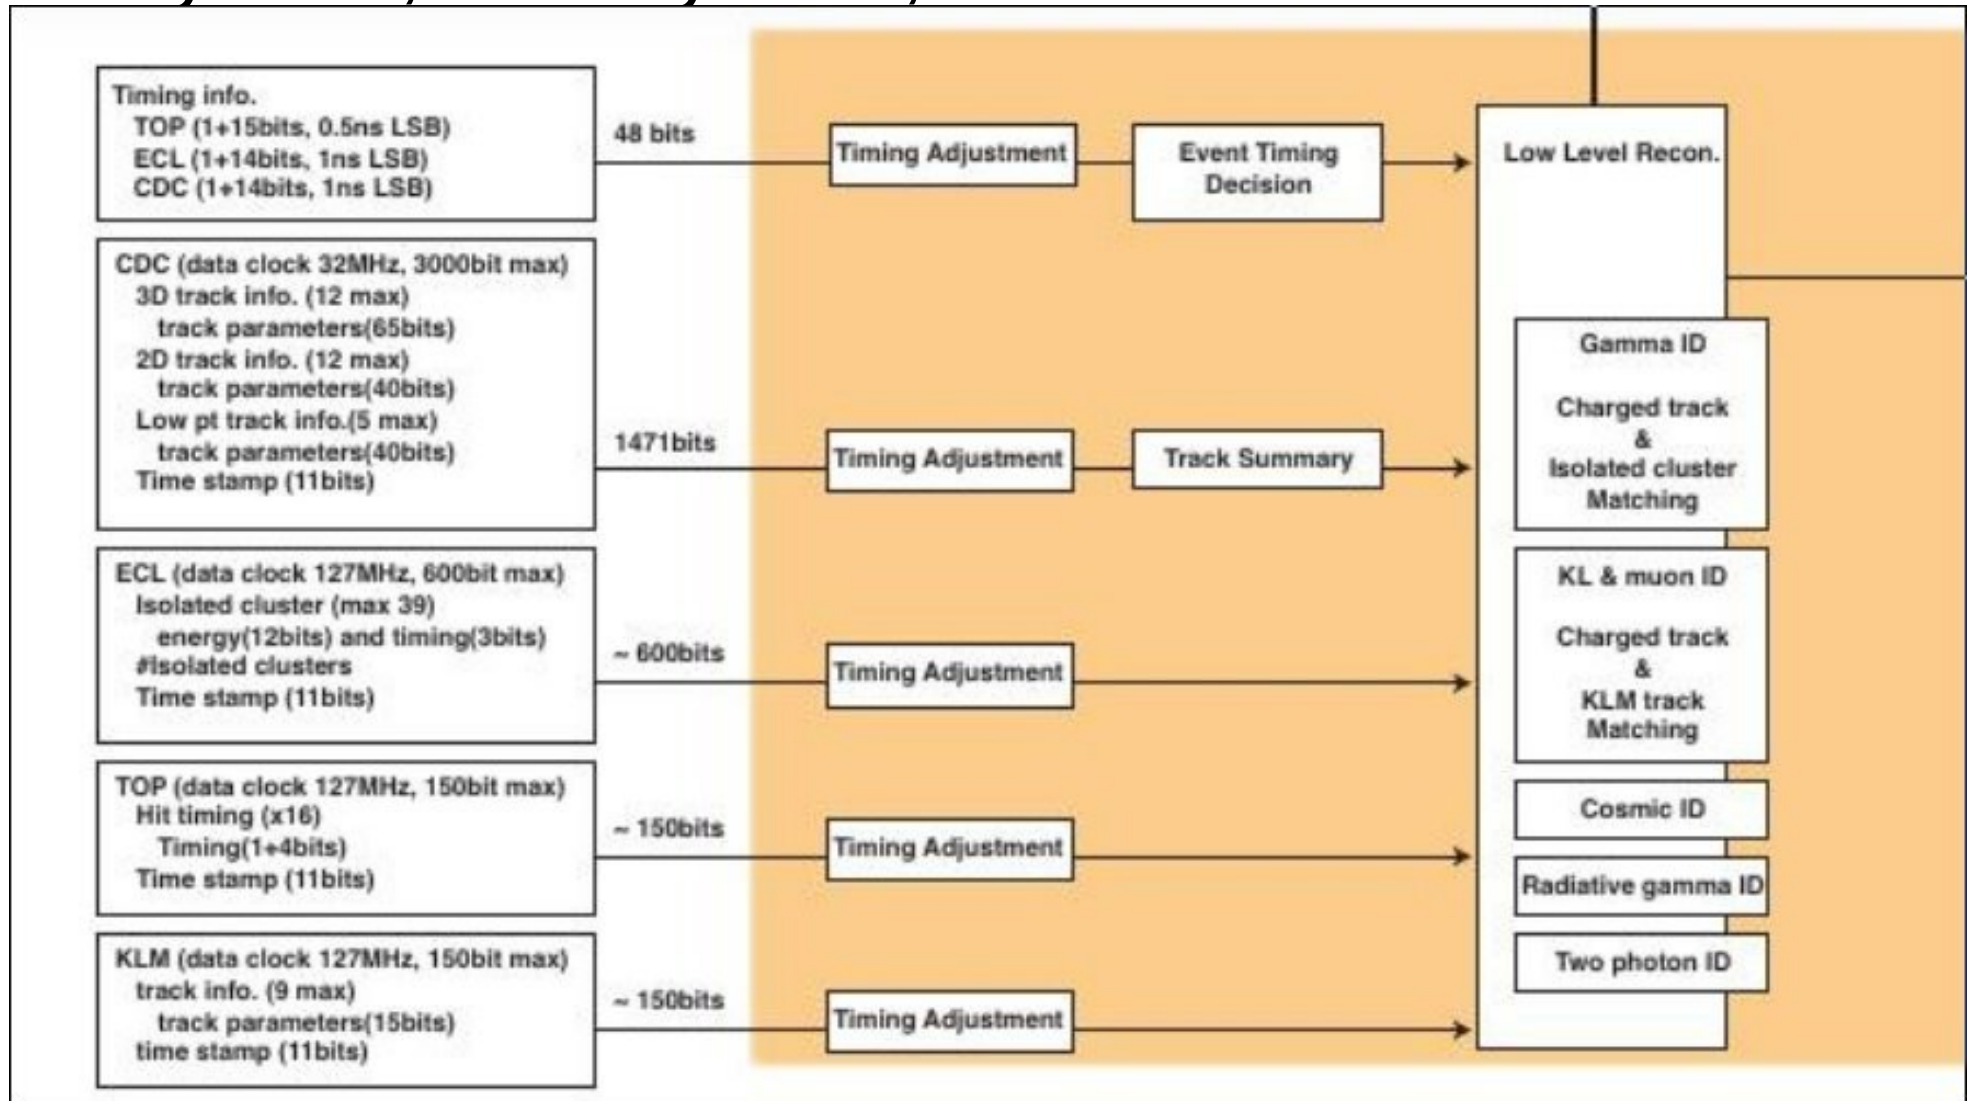 Timing info.
TOP (1+15bits, 0.5ns LSB)
ECL (1+14bits, 1ns LSB)
CDC (1+14bits, 1ns LSB)
48 bits
Timing Adjustment
Event Timing
Decision
Low Level Recon.
CDC (data clock 32MHz, 3000bit max)
3D track info. (12 max)
track parameters(65bits)
2D track info. (12 max)
track parameters(40bits)
Low pt track info.(5 max)
track parameters(40bits)
Time stamp (11bits)
1471bits
Timing Adjustment
Track Summary
Gamma ID
Charged track
&
Isolated cluster
Matching
ECL (data clock 127MHz, 600bit max)
Isolated cluster (max 39)
energy(12bits) and timing(3bits)
#Isolated clusters
Time stamp (11bits)
~ 600bits
Timing Adjustment
KL & muon ID
Charged track
&
KLM track
Matching
TOP (data clock 127MHz, 150bit max)
Hit timing (x16)
Timing(1+4bits)
Time stamp (11bits)
~ 150bits
Timing Adjustment
Cosmic ID
Radiative gamma ID
Two photon ID
KLM (data clock 127MHz, 150bit max)
track info. (9 max)
track parameters(15bits)
time stamp (11bits)
~ 150bits
Timing Adjustment